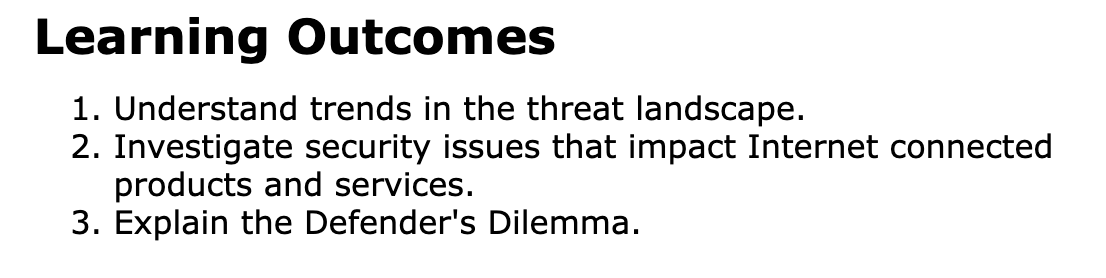 Learning Outcomes
1. Understand trends in the threat landscape.
2. Investigate security issues that impact Internet connected
products and services.
3. Explain the Defender's Dilemma.